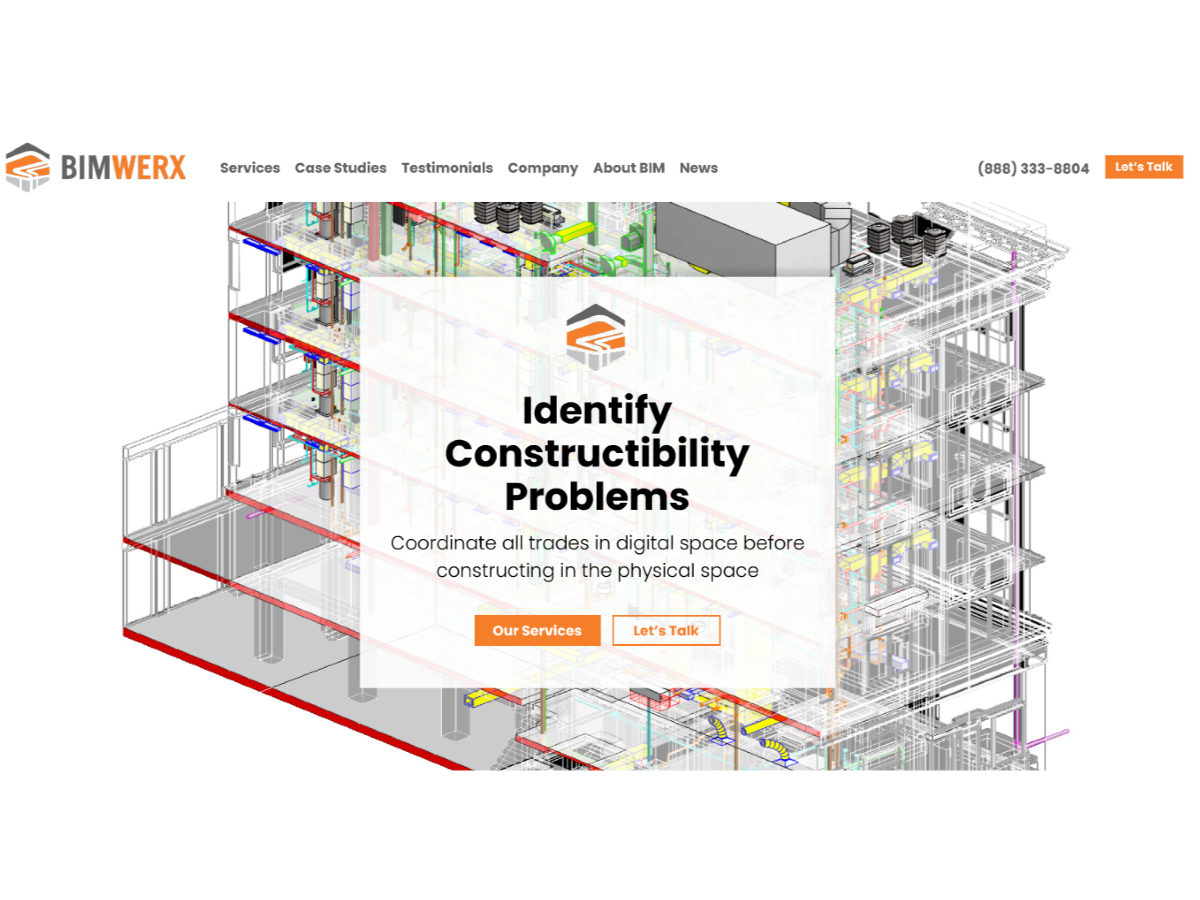 BIMWERX
Services Case Studies Testimonials Company About BIM News
(888) 333-8804
Let's Talk
Identify
Constructibility
Problems
Coordinate all trades in digital space before
constructing in the physical space
Our Services
Let's Talk